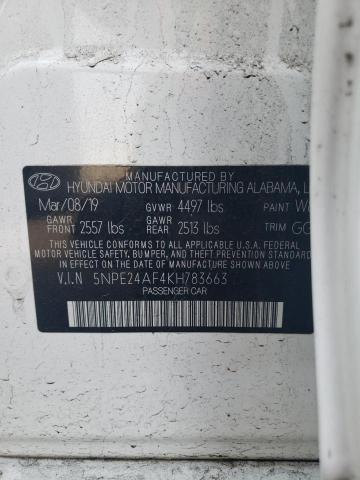 MANUFACTURED BY
HYUNDAI MOTOR MANUFACTURING ALABAMA, L
Mar/08/19 GVWR 4497 lbs PAINT W
GAWR FRONT 2557 lbs GAWR REAR 2513 lbs TRIM GG
THIS VEHICLE CONFORMS TO ALL APPLICABLE U.S.A. FEDERAL
MOTOR VEHICLE SAFETY, BUMPER, AND THEFT PREVENTION
STANDARDS IN EFFECT ON THE DATE OF MANUFACTURE SHOWN ABOVE.
V.I.N 5NPE24AF4KH783663
PASSENGER CAR